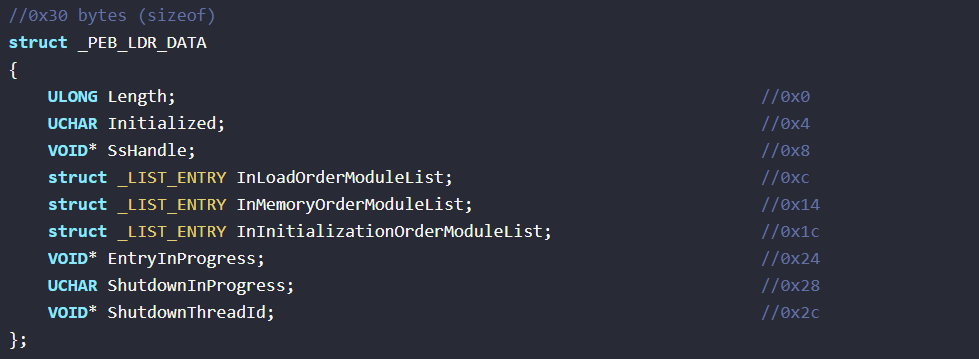 //0x30 bytes (sizeof)
struct _PEB_LDR_DATA
{
    ULONG Length;                                                           //0x0
    UCHAR Initialized;                                                      //0x4
    VOID* SsHandle;                                                         //0x8
    struct _LIST_ENTRY InLoadOrderModuleList;                               //0xc
    struct _LIST_ENTRY InMemoryOrderModuleList;                             //0x14
    struct _LIST_ENTRY InInitializationOrderModuleList;                     //0x1c
    VOID* EntryInProgress;                                                  //0x24
    UCHAR ShutdownInProgress;                                               //0x28
    VOID* ShutdownThreadId;                                                 //0x2c
};